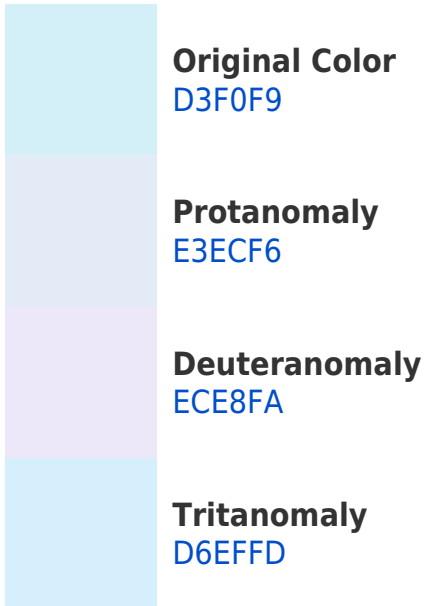 Original Color
D3F0F9
Protanomaly
E3ECF6
Deuteranomaly
ECE8FA
Tritanomaly
D6EFFD